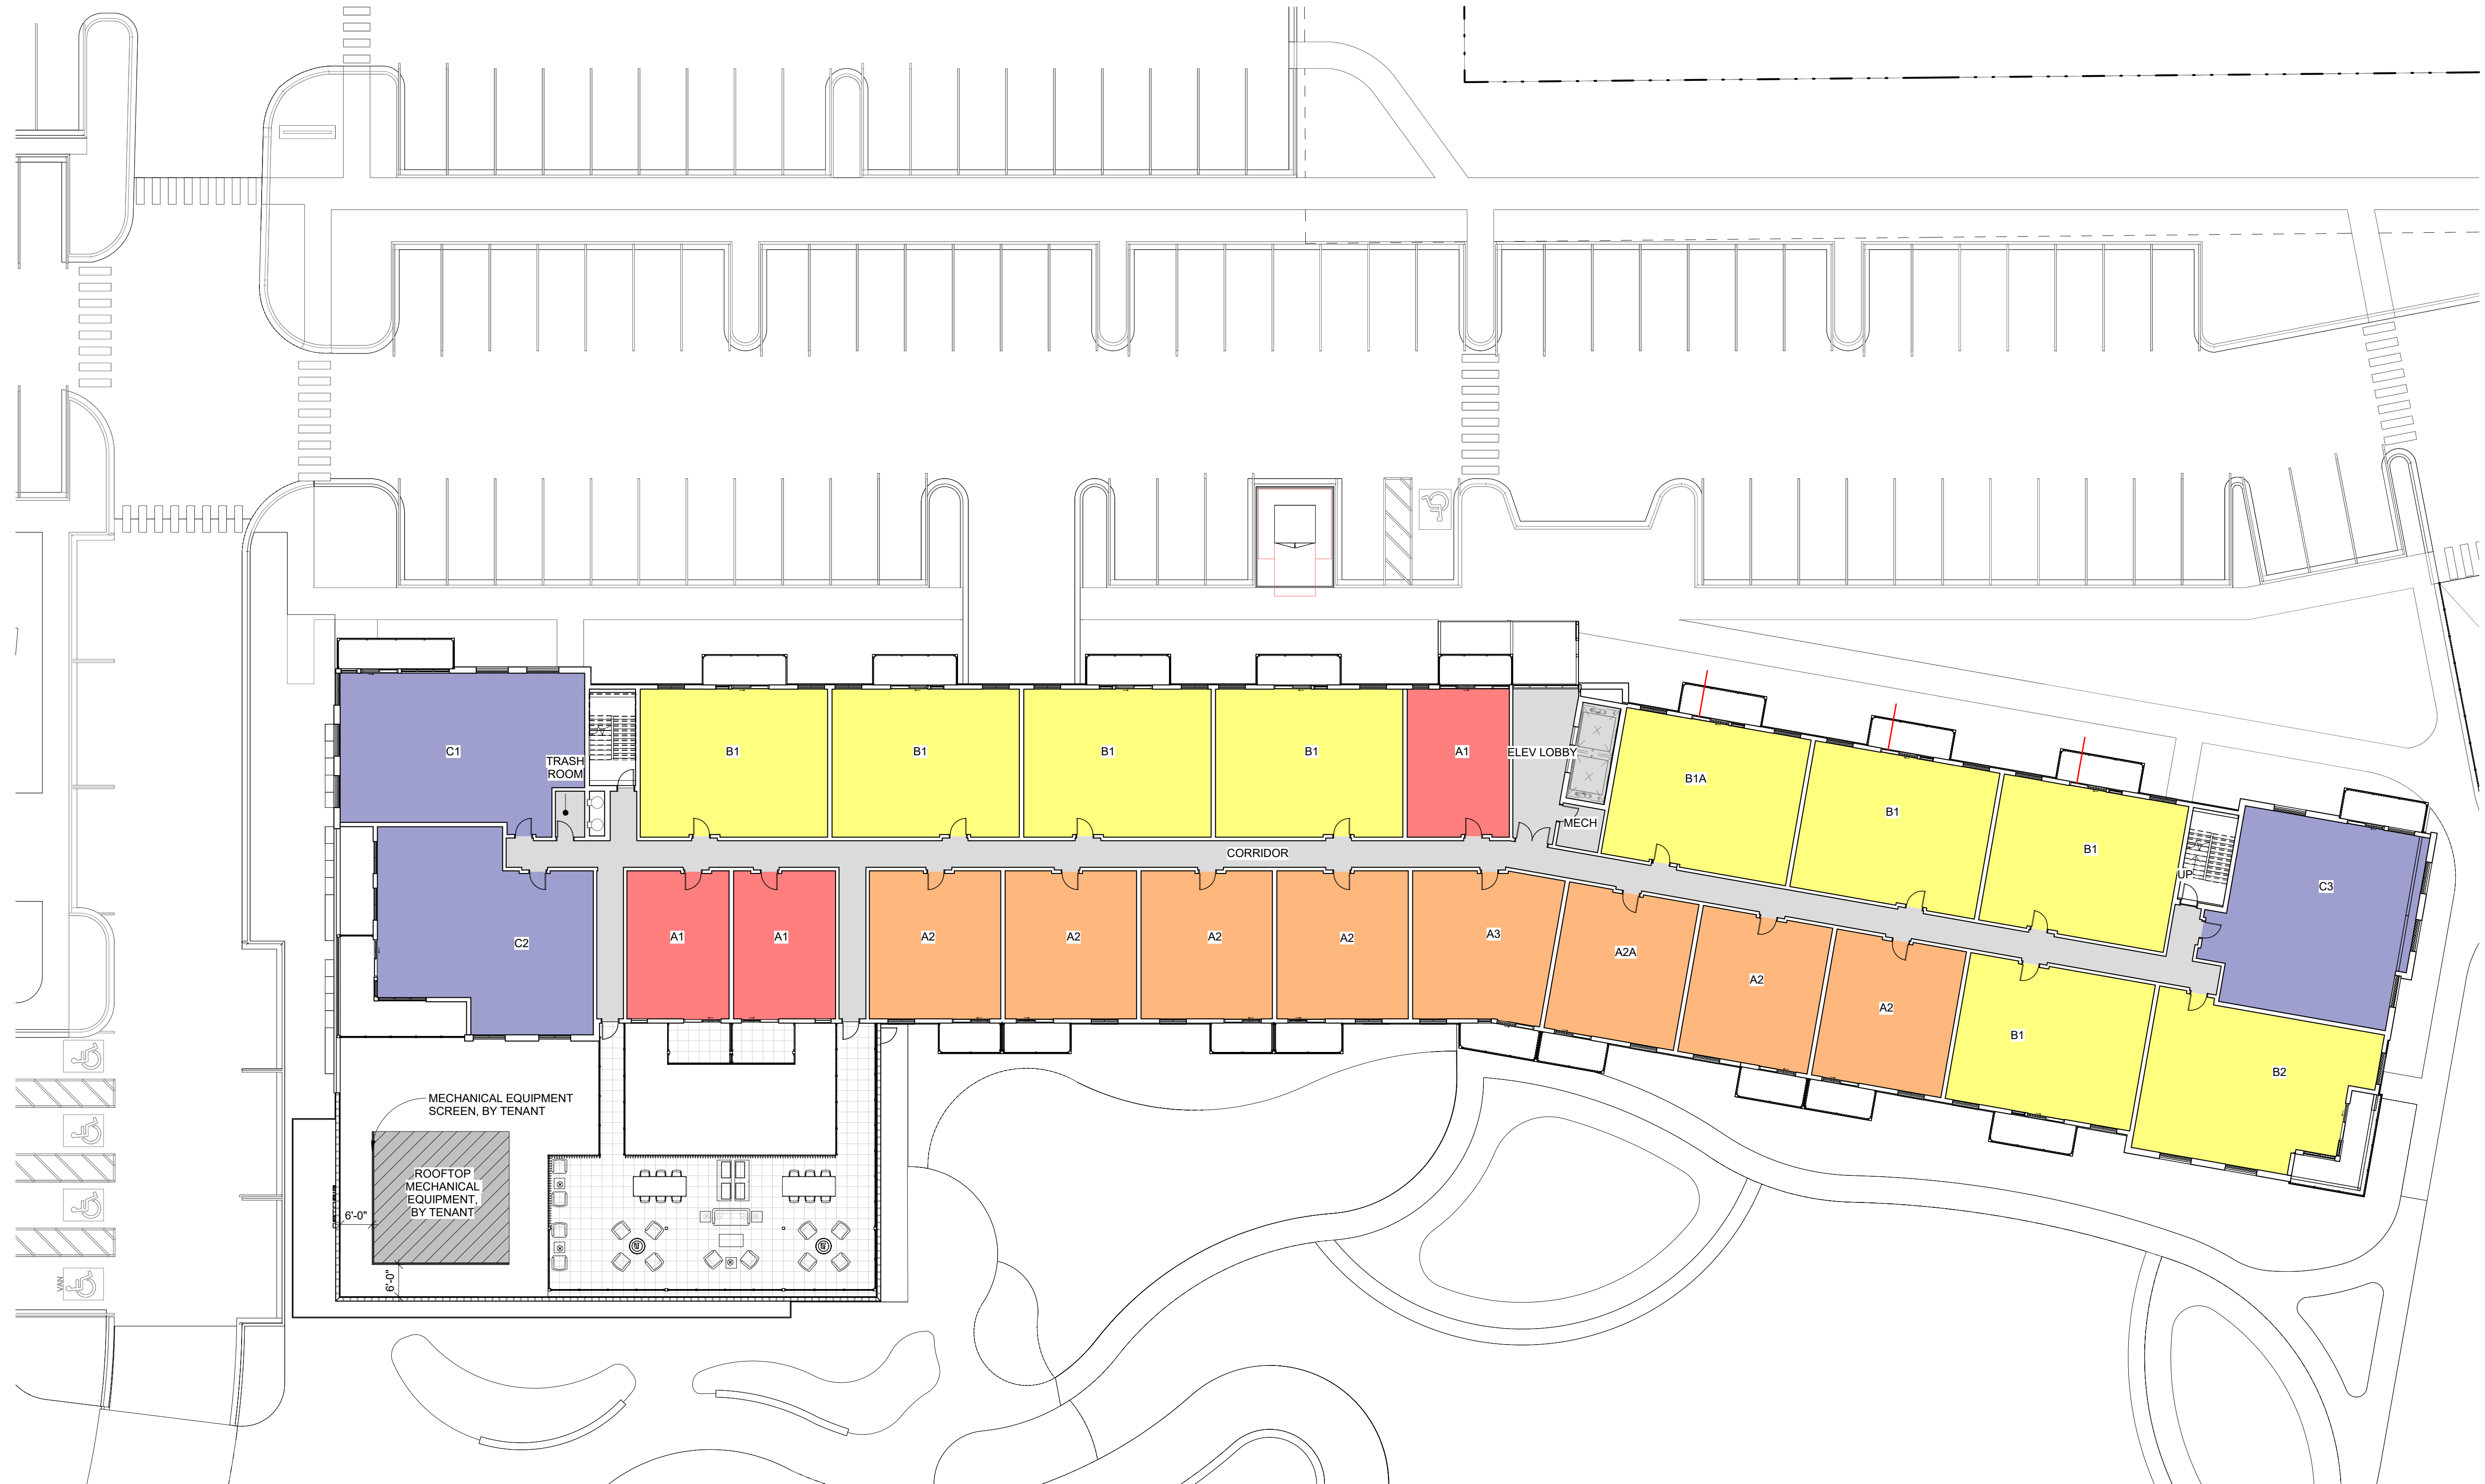 C1
TRASH
ROOM
B1
B1
B1
B1
A1
ELEV LOBBY
MECH
B1A
B1
B1
UP
C3
CORRIDOR
C2
A1
A1
A2
A2
A2
A2
A3
A2A
A2
A2
B1
B2
MECHANICAL EQUIPMENT
SCREEN, BY TENANT
ROOFTOP
MECHANICAL
EQUIPMENT,
BY TENANT
6'-0"
6'-0"
VAN